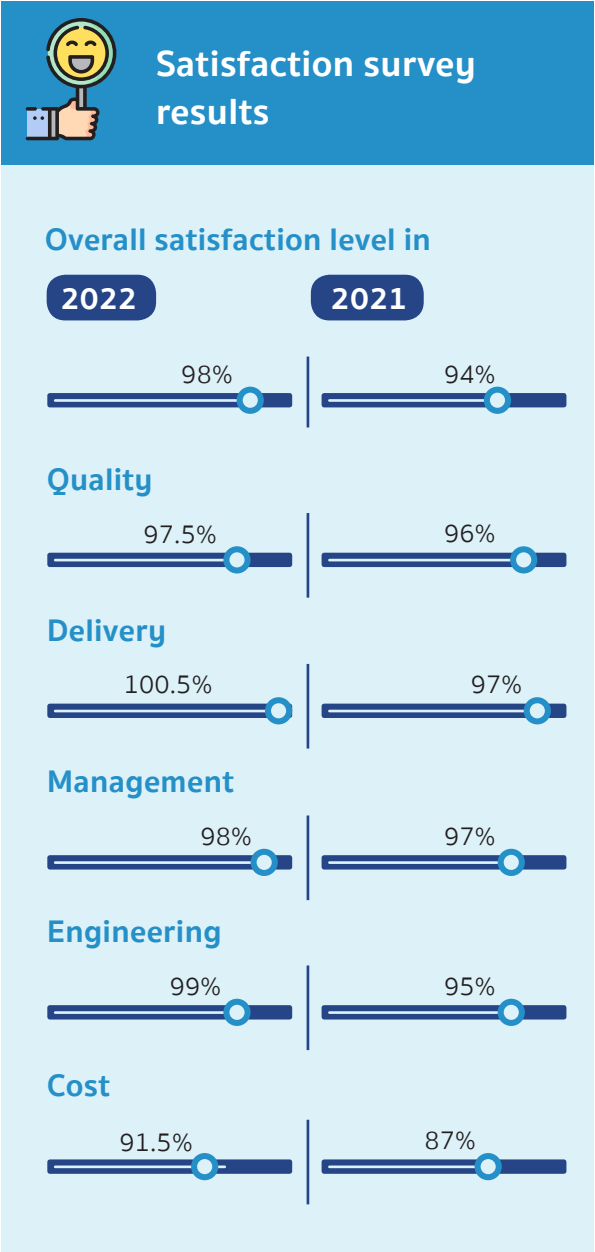 Satisfaction survey
results
Overall satisfaction level in
2022 2021
98% 94%
Quality
97.5% 96%
Delivery
100.5% 97%
Management
98% 97%
Engineering
99% 95%
Cost
91.5% 87%